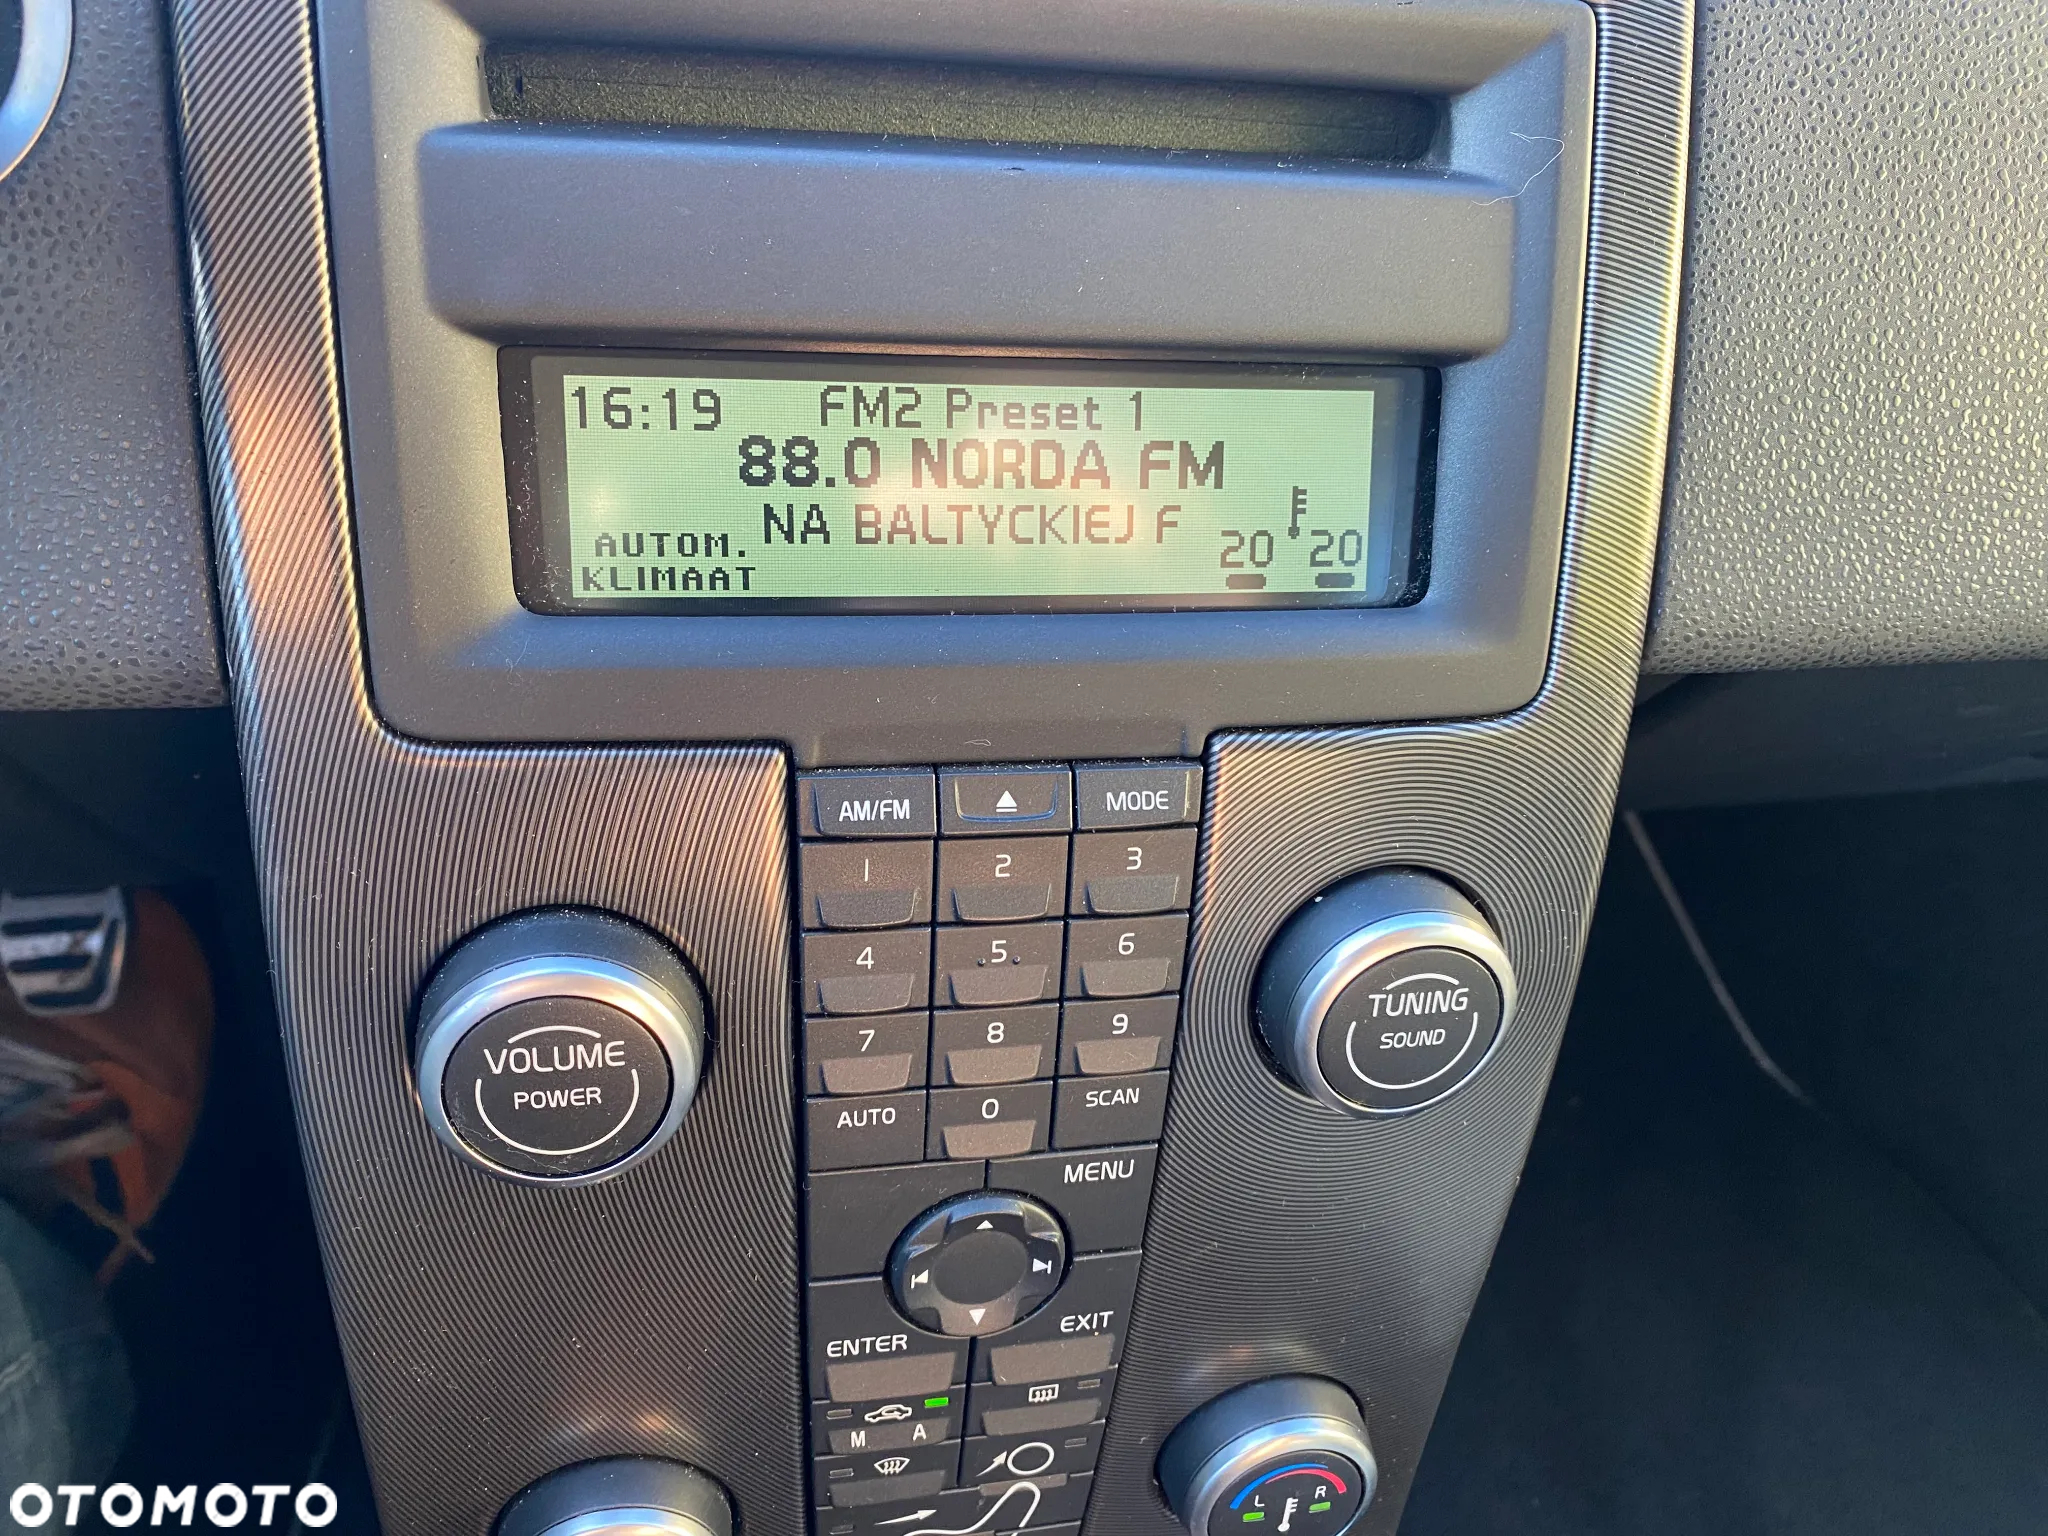 16:19 FM2 Preset 1
88.0 NORDA FM
NA BALTYCKIEJ F
AUTOM.
KLIMAAT
20 20
AM/FM
MODE
1 2 3
4 5 6
7 8 9
AUTO 0 SCAN
VOLUME
POWER
TUNING
SOUND
MENU
ENTER
EXIT
M A
L R
OTOMOTO